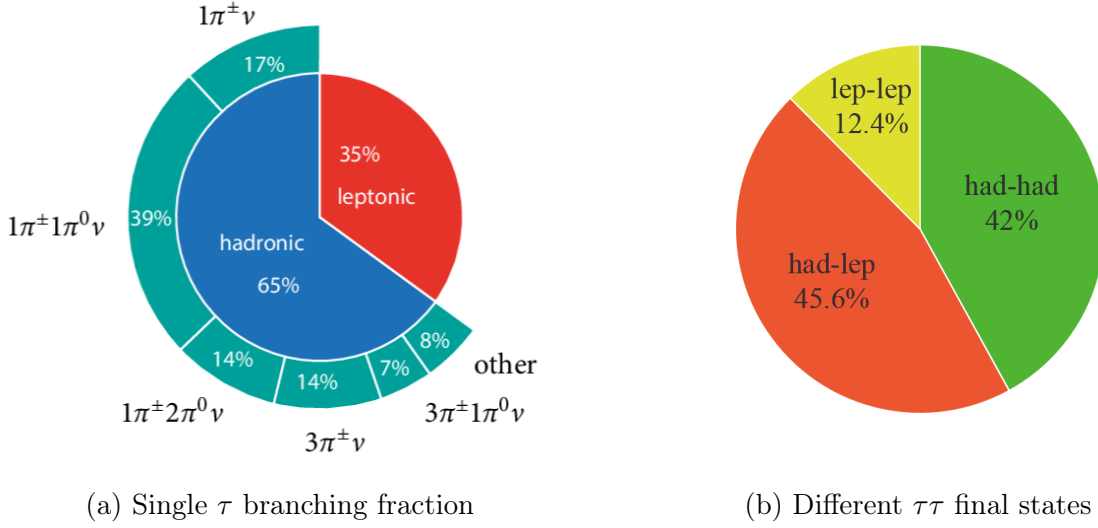 1π±ν
17%
35%
leptonic
39%
1π±1π⁰ν
hadronic
65%
14%
14%
7%
8%
other
1π±2π⁰ν
3π±ν
3π±1π⁰ν
(a) Single τ branching fraction
lep-lep
12.4%
had-had
42%
had-lep
45.6%
(b) Different ττ final states